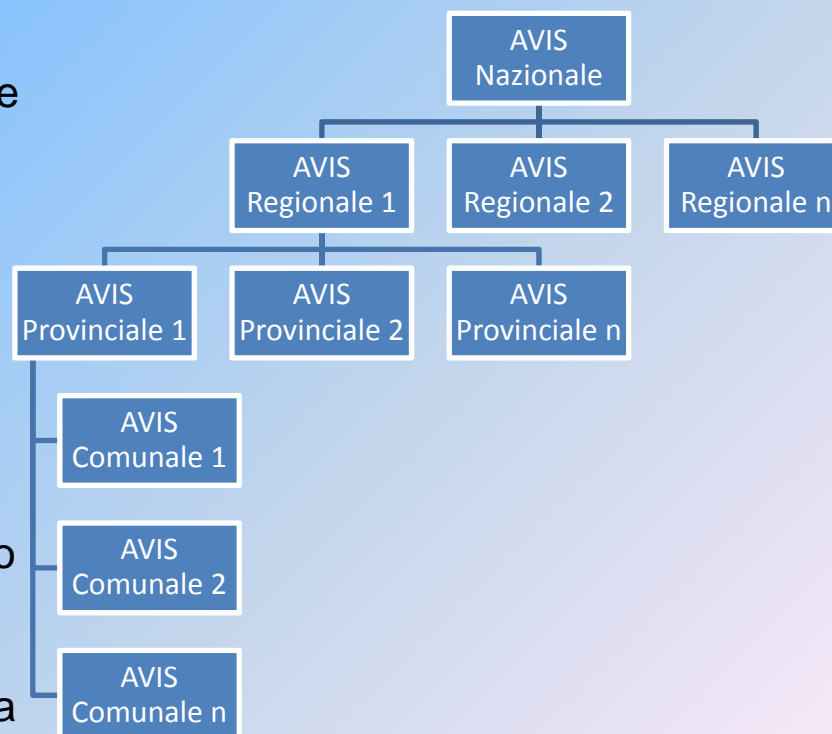 e
AVIS
Nazionale
AVIS
Regionale 1
AVIS
Regionale 2
AVIS
Regionale n
AVIS
Provinciale 1
AVIS
Provinciale 2
AVIS
Provinciale n
AVIS
Comunale 1
o
AVIS
Comunale 2
a
AVIS
Comunale n